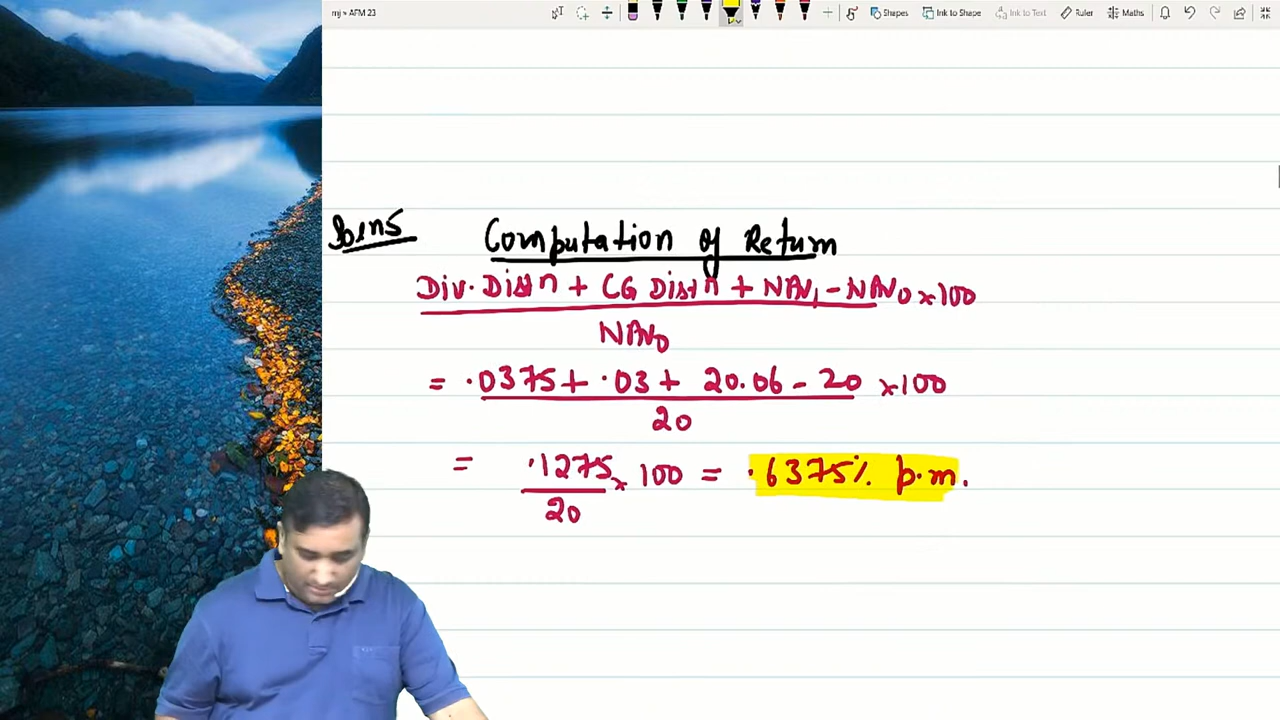 mj » AFM 23
Shapes
Ink to Shape
Ink to Text
Ruler
Maths
Computation of Return
Div. Distn + CG Distn + NAV₁ - NAV₀ x100
NAV₀
= .0375 + .03 + 20.06 - 20 x100
20
= .1275 x 100 = .6375% p.m.
20